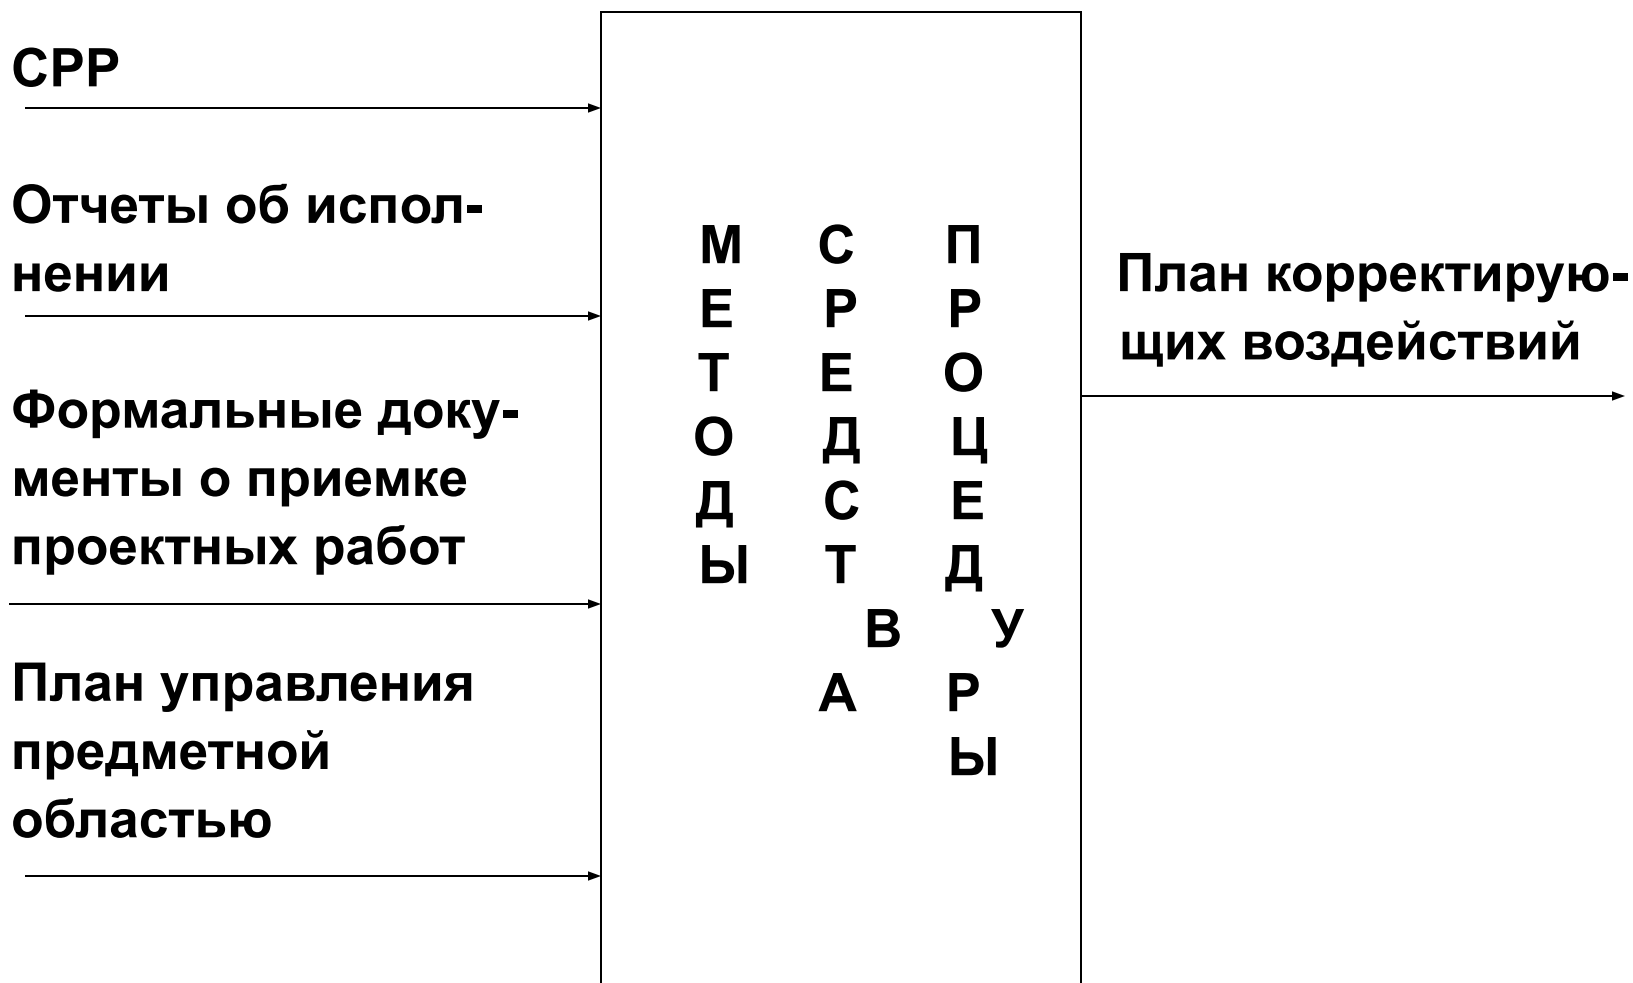 СРР
Отчеты об испол-
нении
Формальные доку-
менты о приемке
проектных работ
План управления
предметной
областью
М С П
Е Р Р
Т Е О
О Д Ц
Д С Е
Ы Т Д
В У
А Р
Ы
План корректирую-
щих воздействий